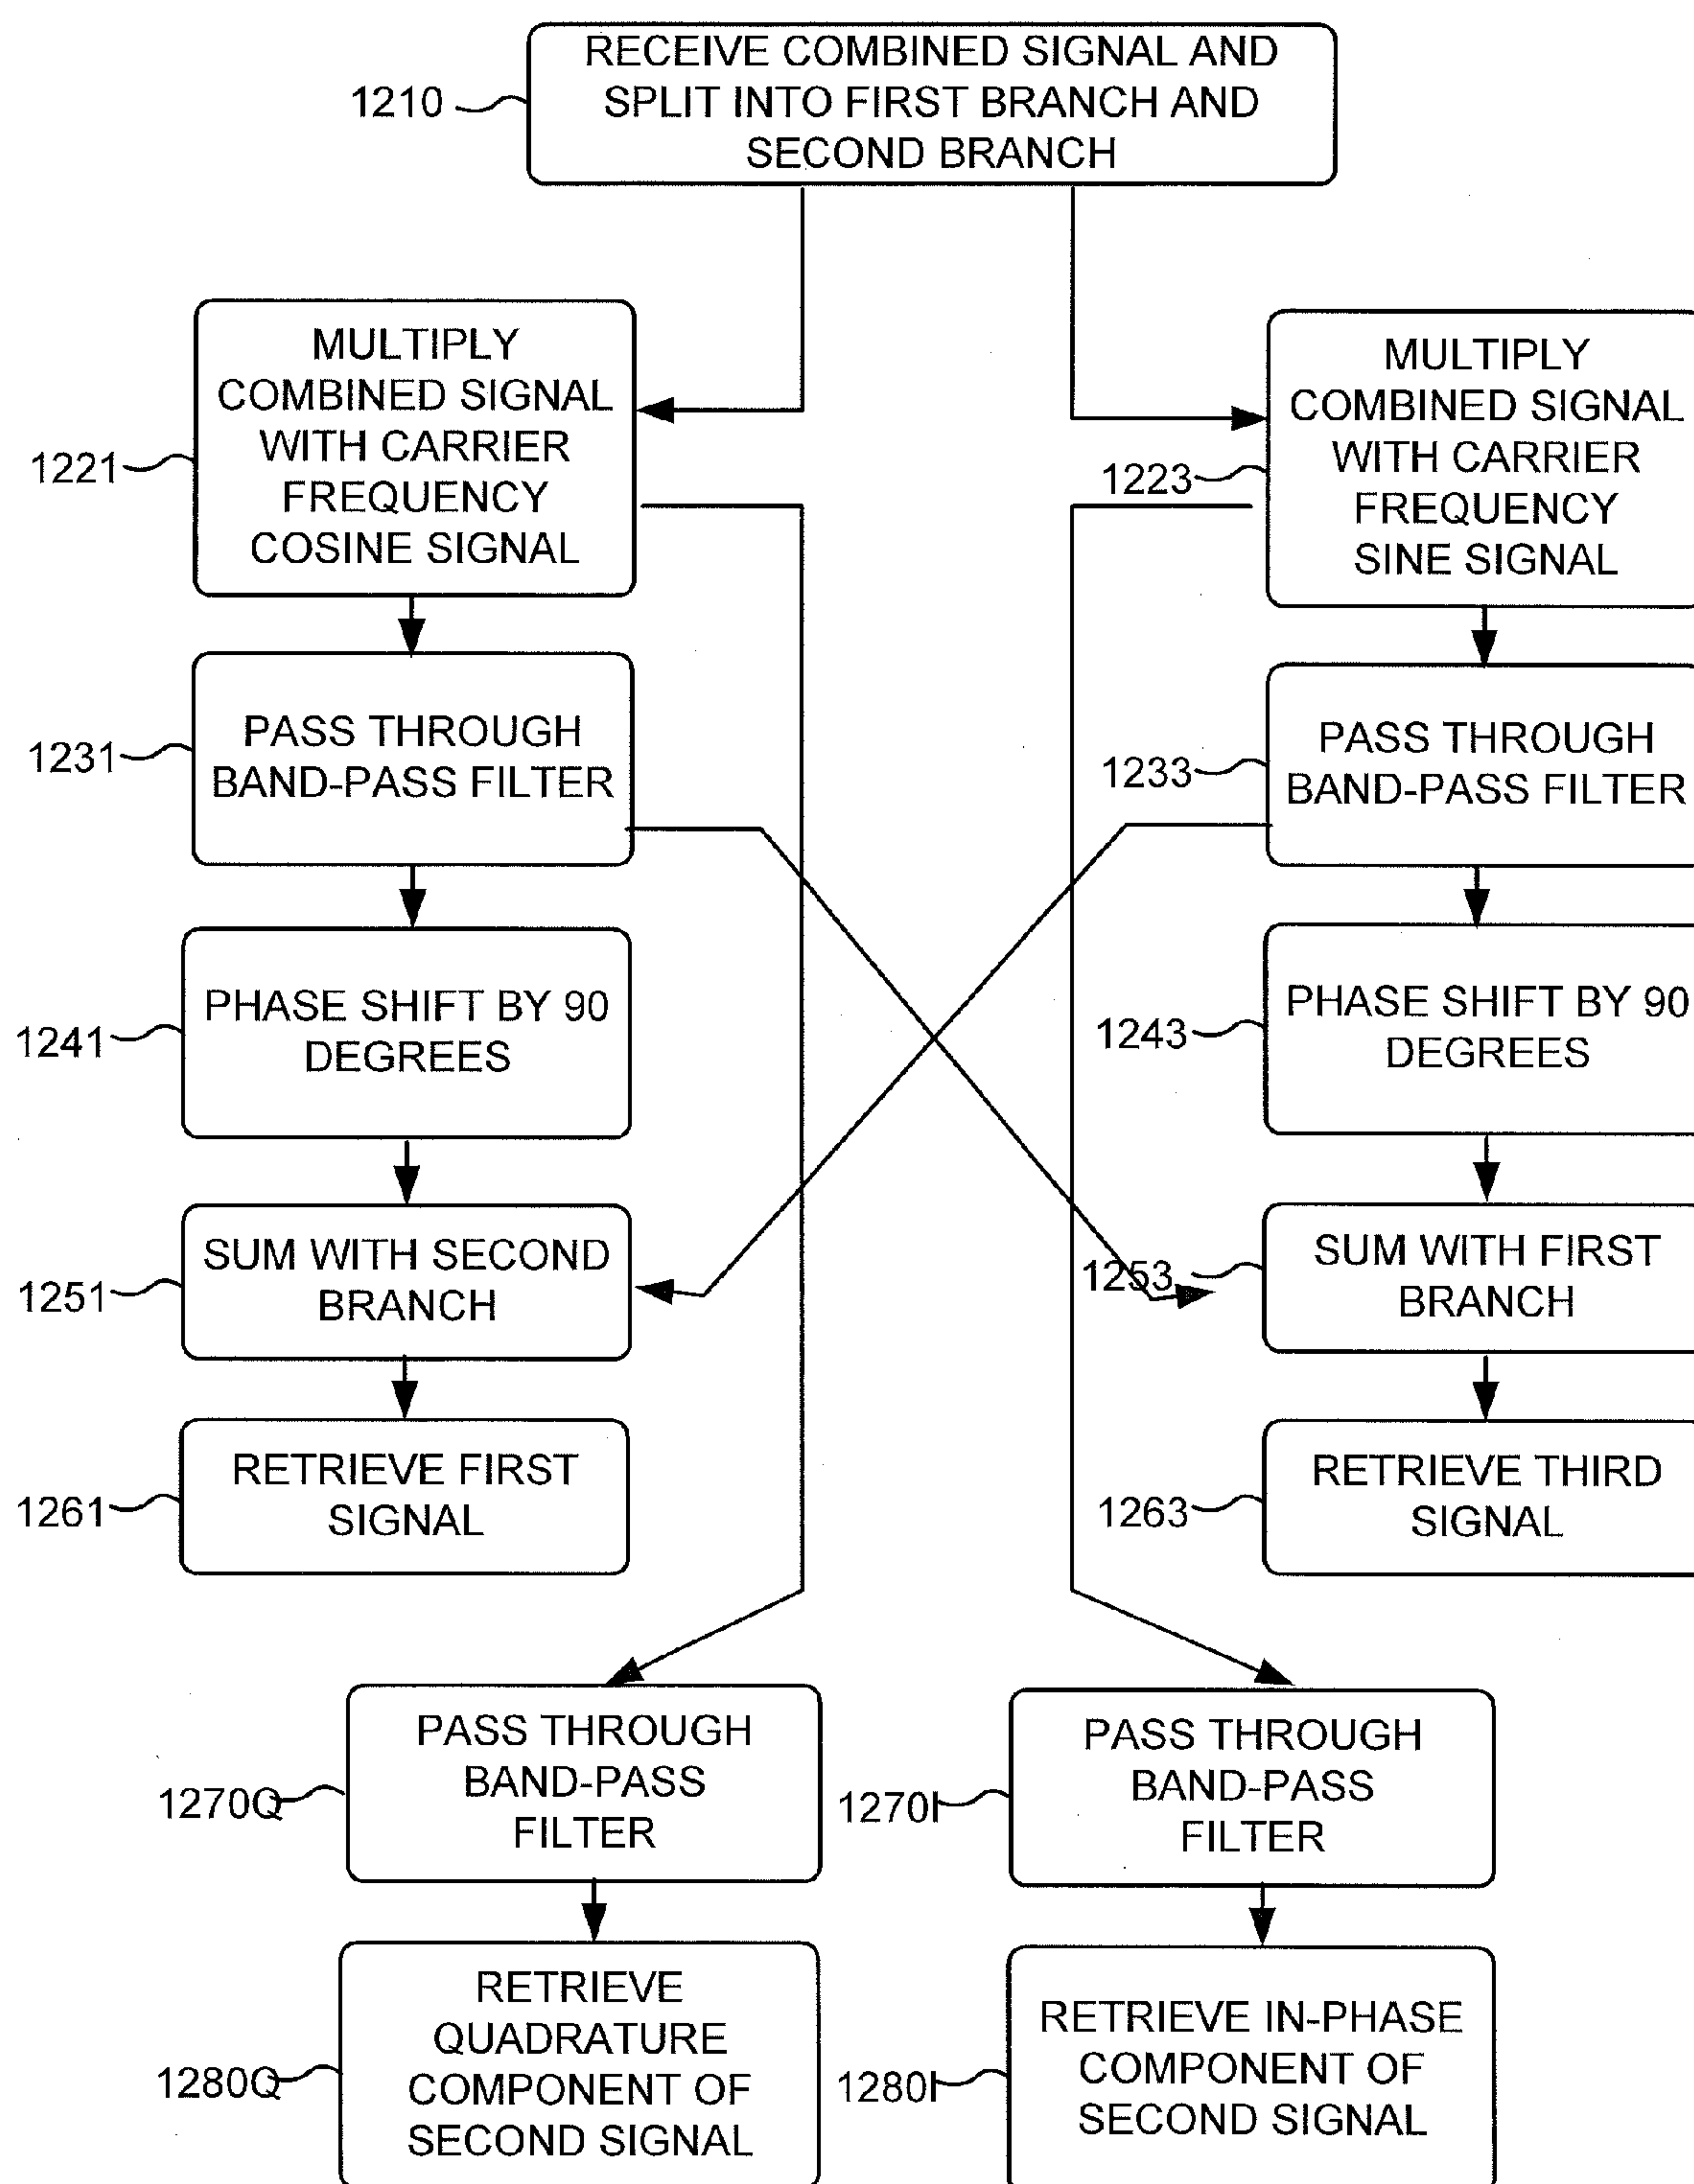 RECEIVE COMBINED SIGNAL AND
SPLIT INTO FIRST BRANCH AND
SECOND BRANCH
1210
MULTIPLY
COMBINED SIGNAL
WITH CARRIER
FREQUENCY
COSINE SIGNAL
1221
MULTIPLY
COMBINED SIGNAL
WITH CARRIER
FREQUENCY
SINE SIGNAL
1223
PASS THROUGH
BAND-PASS FILTER
1231
PASS THROUGH
BAND-PASS FILTER
1233
PHASE SHIFT BY 90
DEGREES
1241
PHASE SHIFT BY 90
DEGREES
1243
SUM WITH SECOND
BRANCH
1251
SUM WITH FIRST
BRANCH
1253
RETRIEVE FIRST
SIGNAL
1261
RETRIEVE THIRD
SIGNAL
1263
PASS THROUGH
BAND-PASS
FILTER
1270Q
PASS THROUGH
BAND-PASS
FILTER
1270I
RETRIEVE
QUADRATURE
COMPONENT OF
SECOND SIGNAL
1280Q
RETRIEVE IN-PHASE
COMPONENT OF
SECOND SIGNAL
1280I